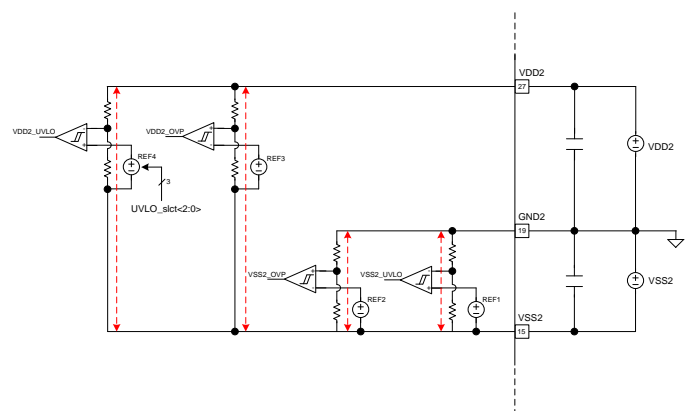 VDD2
27
VDD2_UVLO
-
+
VDD2_OVP
-
+
REF4
REF3
VDD2
3
UVLO_slct<2:0>
GND2
19
VSS2_OVP
+
-
VSS2_UVLO
-
+
REF2
REF1
VSS2
VSS2
15